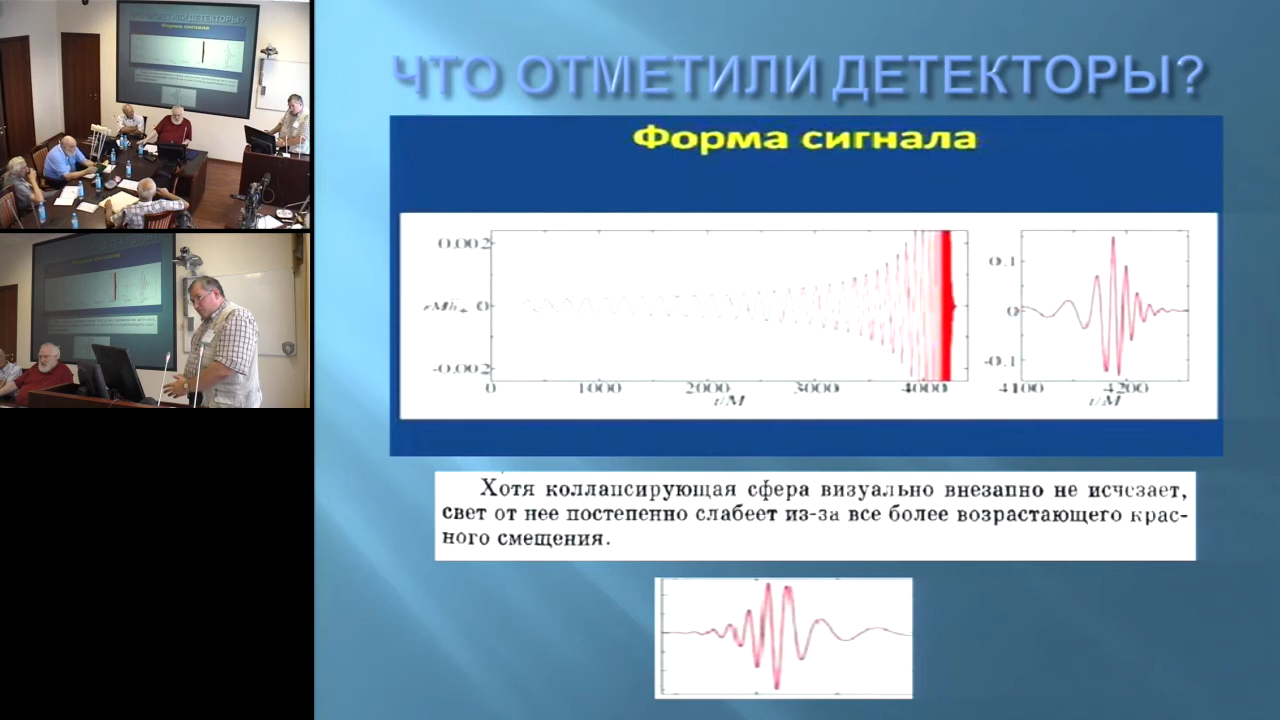 ЧТО ОТМЕТИЛИ ДЕТЕКТОРЫ?
Форма сигнала
0.002
0
-0.002
0 1000 2000 3000 4000
t/M
0.1
0
-0.1
4100 4200
t/M
Хотя коллапсирующая сфера визуально внезапно не исчезает,
свет от нее постепенно слабеет из-за все более возрастающего крас-
ного смещения.